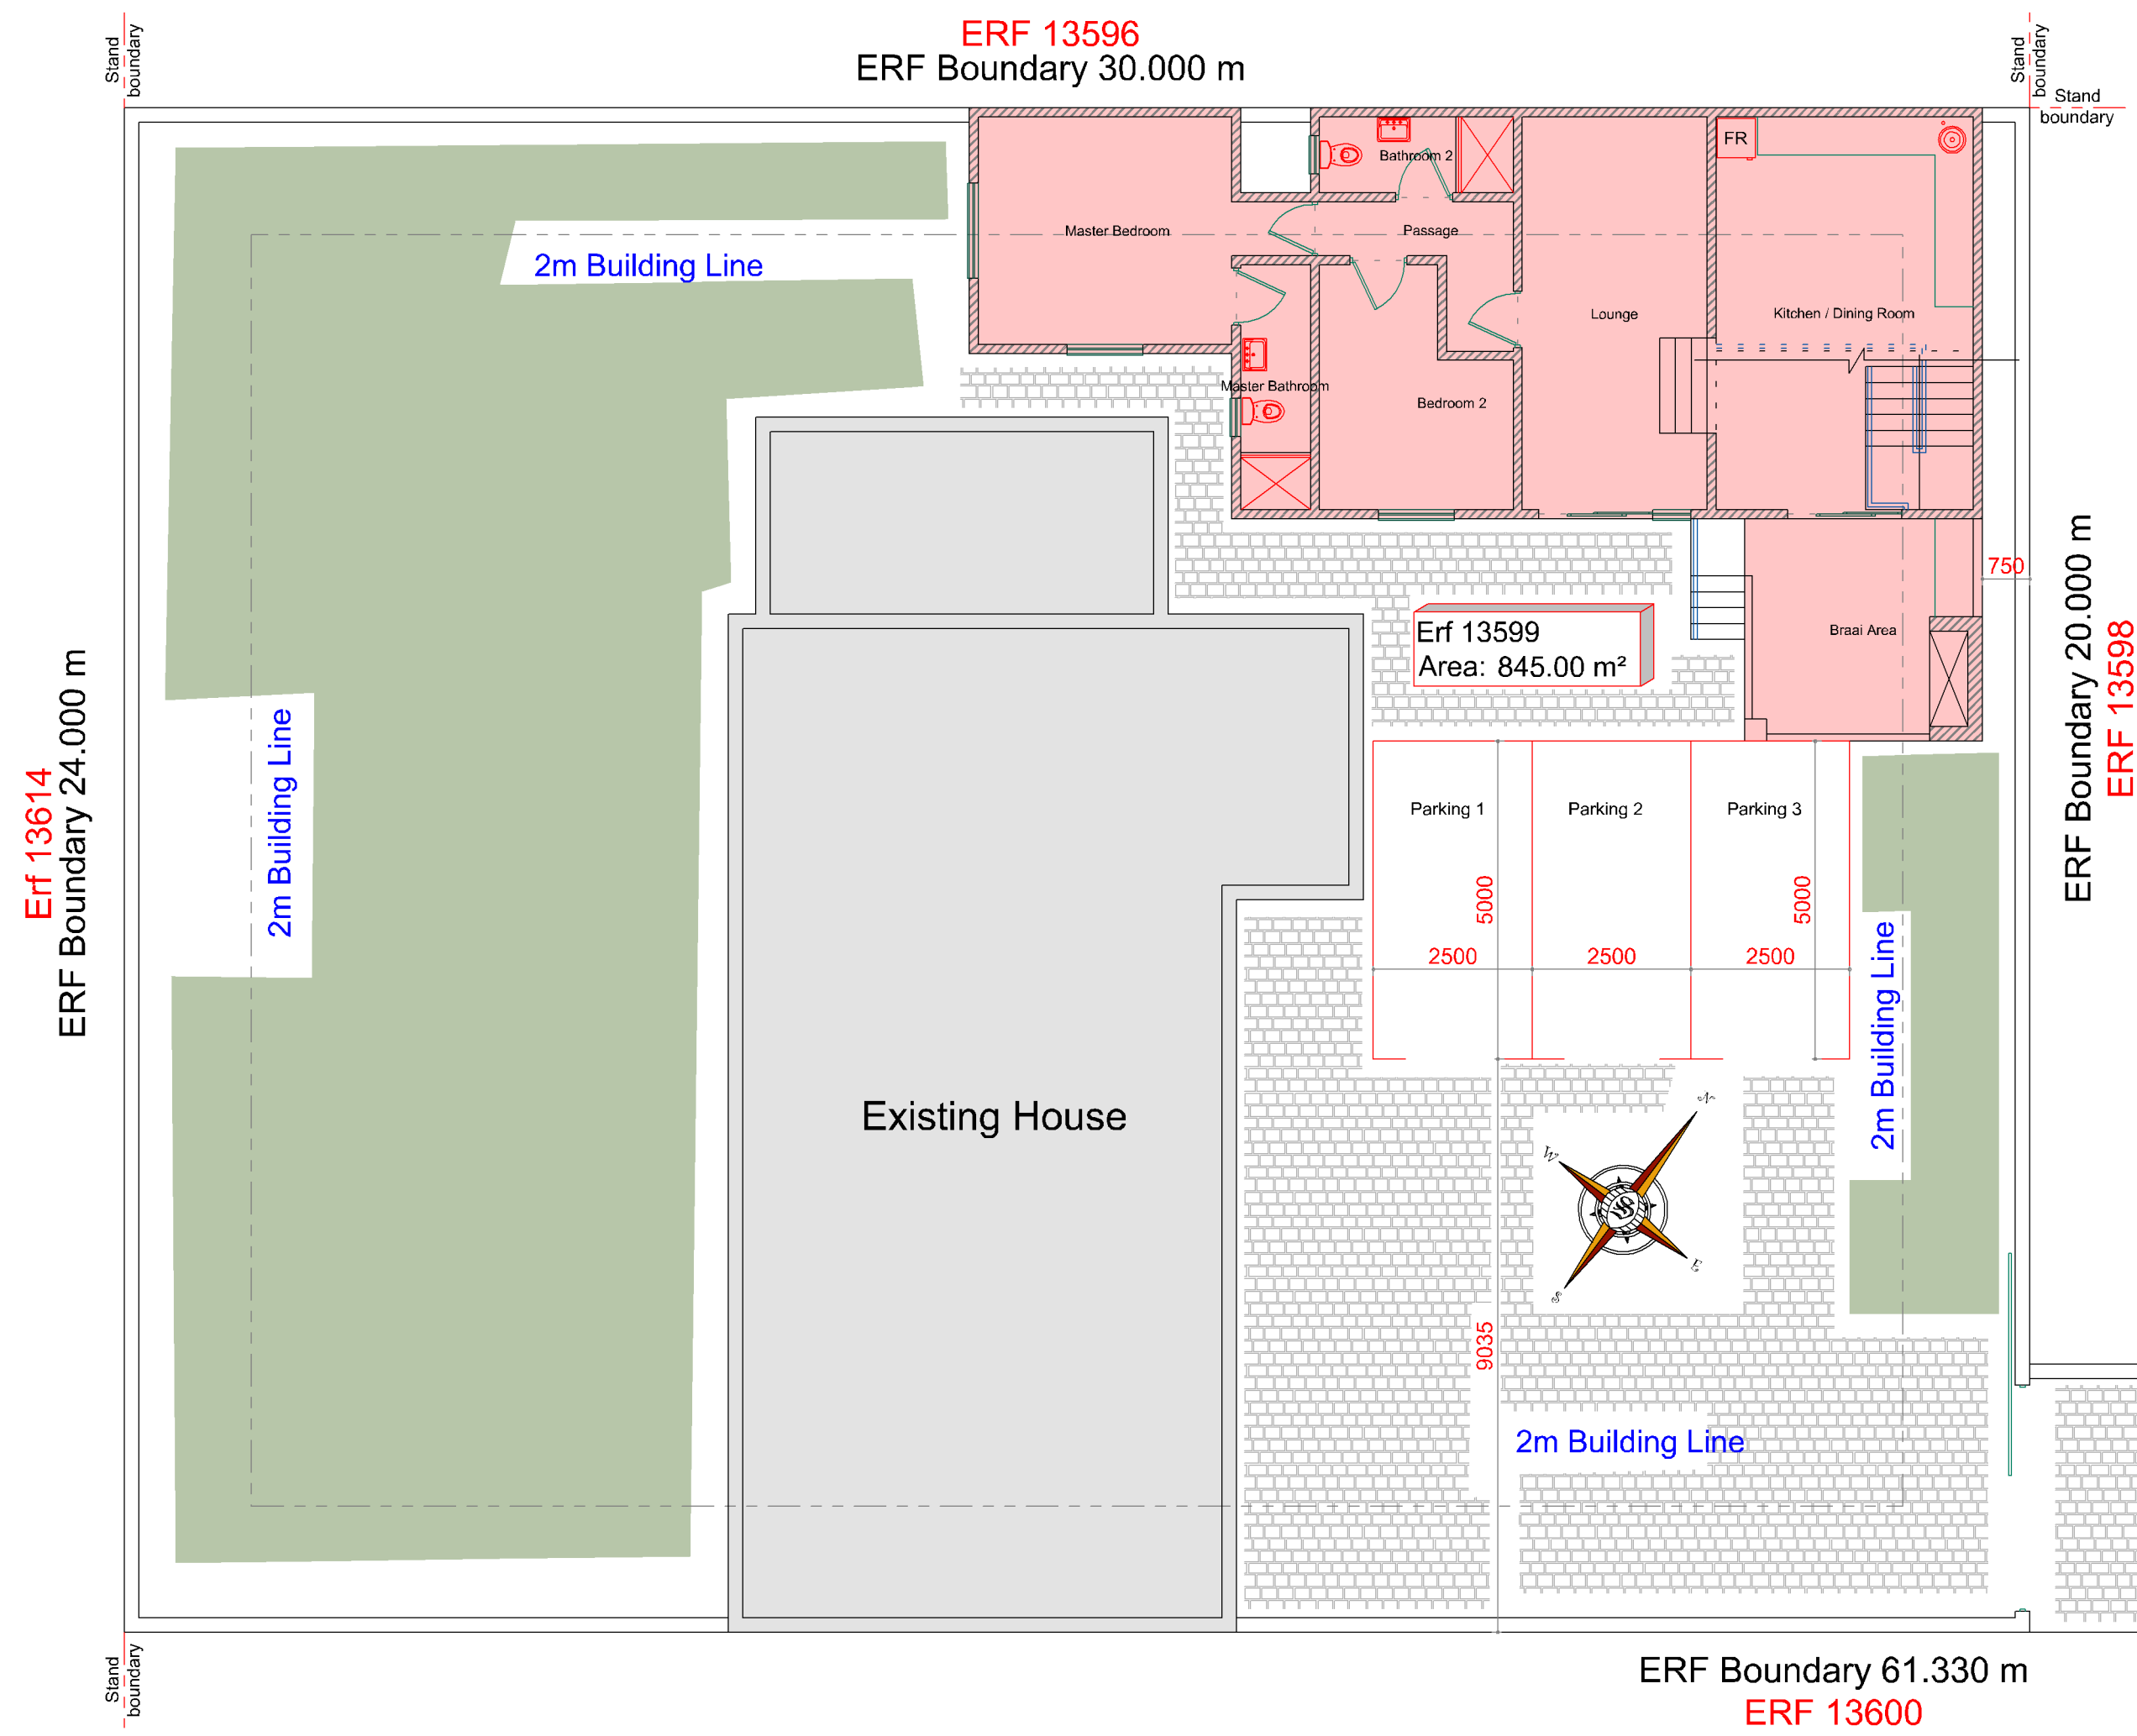 ERF 13596
ERF Boundary 30.000 m
Stand
boundary
Stand
boundary
Stand
boundary
FR
Bathroom 2
Master Bedroom
Passage
2m Building Line
Lounge
Kitchen / Dining Room
Master Bathroom
Bedroom 2
750
Erf 13599
Area: 845.00 m²
Braai Area
ERF Boundary 20.000 m
ERF 13598
Erf 13614
ERF Boundary 24.000 m
2m Building Line
Parking 1
Parking 2
Parking 3
5000
5000
2500
2500
2500
2m Building Line
Existing House
N
W
E
S
9035
2m Building Line
Stand
boundary
ERF Boundary 61.330 m
ERF 13600